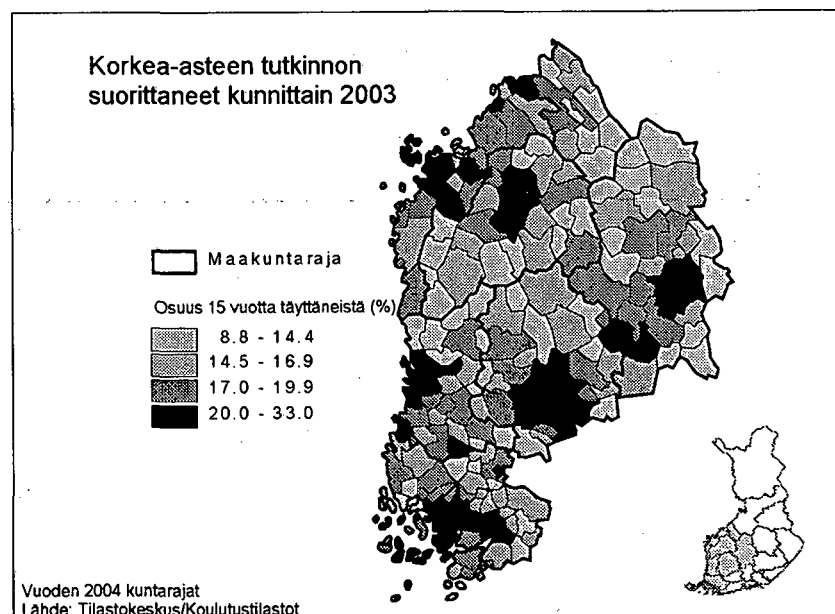 Korkea-asteen tutkinnon
suorittaneet kunnittain 2003
Maakuntaraja
Osuus 15 vuotta täyttäneistä (%)
8.8 - 14.4
14.5 - 16.9
17.0 - 19.9
20.0 - 33.0
Vuoden 2004 kuntarajat
Lähde: Tilastokeskus/Koulutustilastot